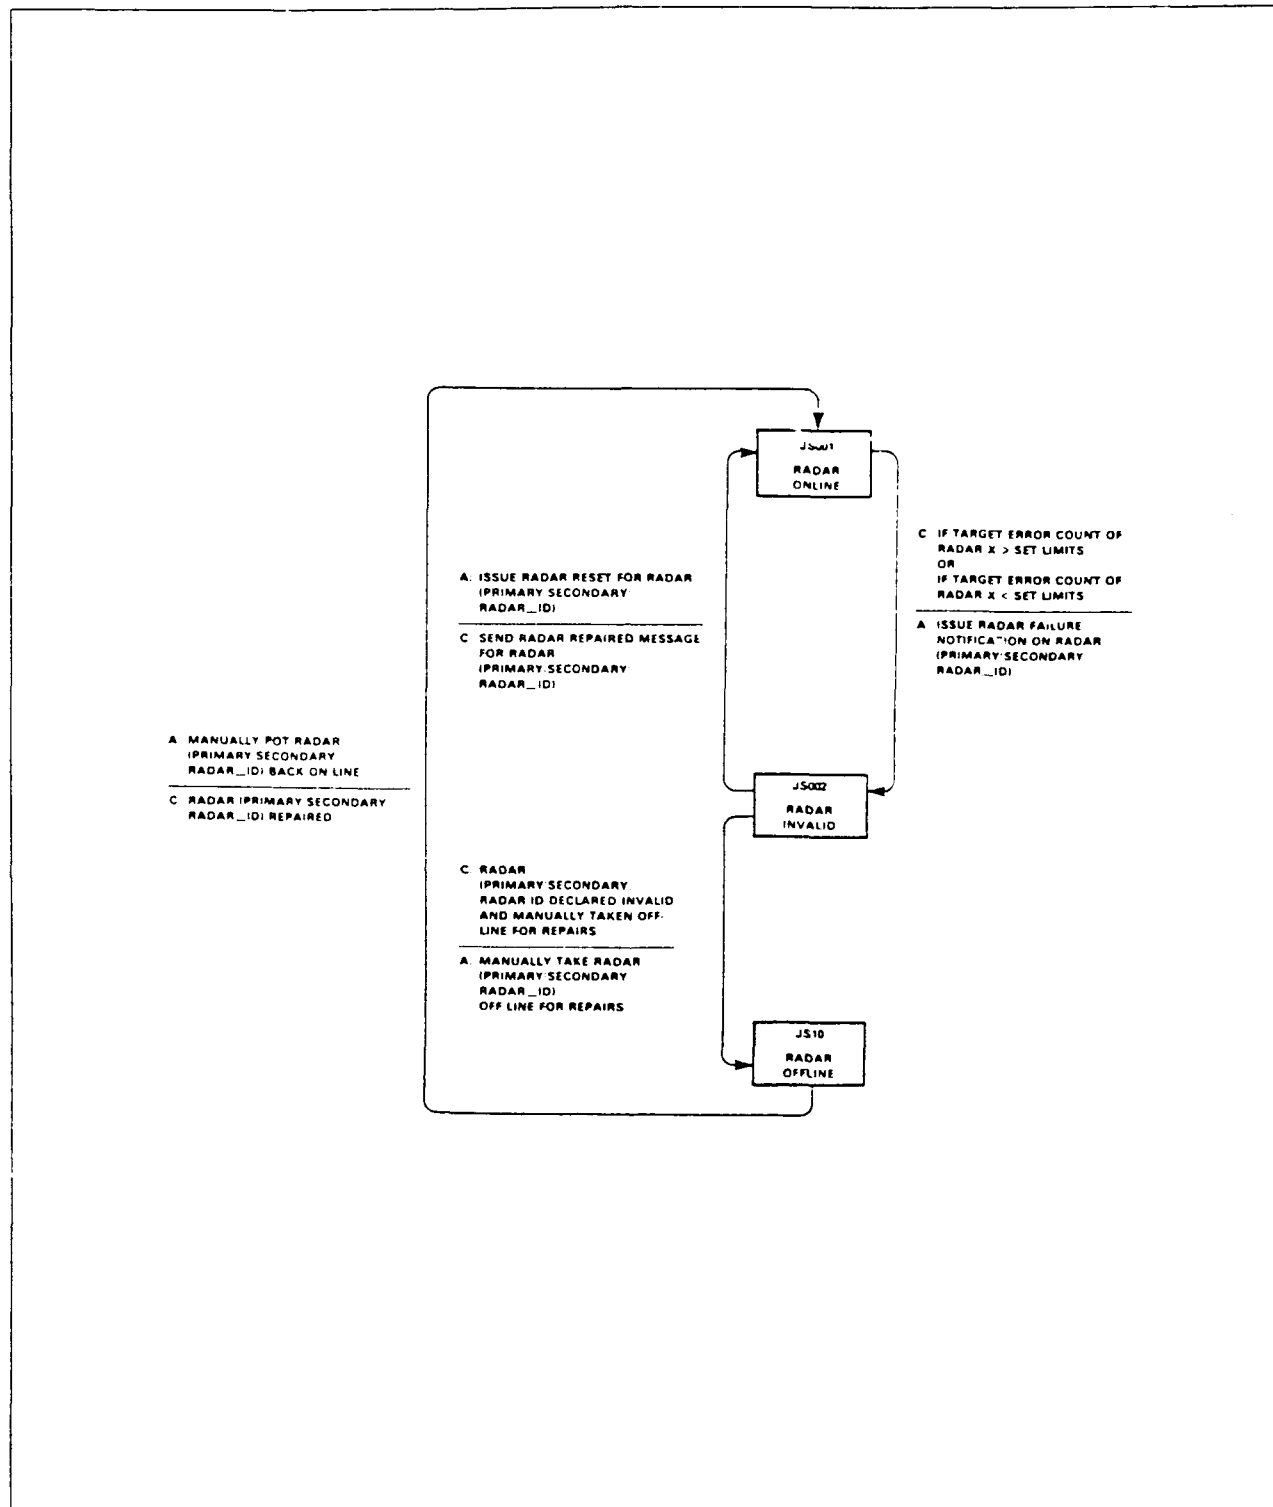 JS001
RADAR
ONLINE
C IF TARGET ERROR COUNT OF
RADAR X > SET LIMITS
OR
IF TARGET ERROR COUNT OF
RADAR X < SET LIMITS
A ISSUE RADAR FAILURE
NOTIFICATION ON RADAR
(PRIMARY:SECONDARY
RADAR_ID)
A. ISSUE RADAR RESET FOR RADAR
(PRIMARY SECONDARY
RADAR_ID)
C SEND RADAR REPAIRED MESSAGE
FOR RADAR
(PRIMARY:SECONDARY
RADAR_ID)
A MANUALLY POT RADAR
(PRIMARY SECONDARY
RADAR_ID) BACK ON LINE
C RADAR (PRIMARY SECONDARY
RADAR_ID) REPAIRED
JS002
RADAR
INVALID
C. RADAR
(PRIMARY:SECONDARY.
RADAR ID DECLARED INVALID
AND MANUALLY TAKEN OFF-
LINE FOR REPAIRS
A. MANUALLY TAKE RADAR
(PRIMARY:SECONDARY
RADAR_ID)
OFF LINE FOR REPAIRS
JS10
RADAR
OFFLINE